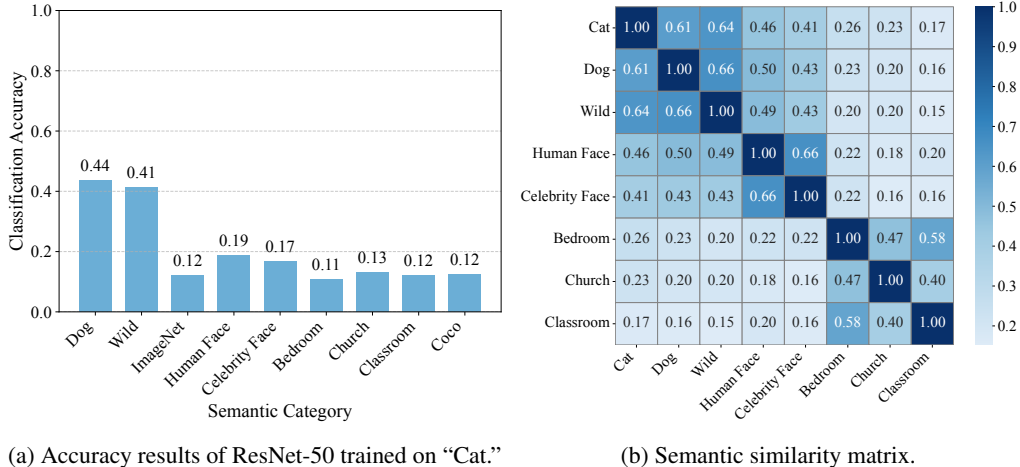 Classification Accuracy
1.0
0.8
0.6
0.4
0.2
0.0
0.44
0.41
0.12
0.19
0.17
0.11
0.13
0.12
0.12
Dog
Wild
ImageNet
Human Face
Celebrity Face
Bedroom
Church
Classroom
Coco
Semantic Category
(a) Accuracy results of ResNet-50 trained on “Cat.”
Cat 1.00 0.61 0.64 0.46 0.41 0.26 0.23 0.17
Dog 0.61 1.00 0.66 0.50 0.43 0.23 0.20 0.16
Wild 0.64 0.66 1.00 0.49 0.43 0.20 0.20 0.15
Human Face 0.46 0.50 0.49 1.00 0.66 0.22 0.18 0.20
Celebrity Face 0.41 0.43 0.43 0.66 1.00 0.22 0.16 0.16
Bedroom 0.26 0.23 0.20 0.22 0.22 1.00 0.47 0.58
Church 0.23 0.20 0.20 0.18 0.16 0.47 1.00 0.40
Classroom 0.17 0.16 0.15 0.20 0.16 0.58 0.40 1.00
Cat
Dog
Wild
Human Face
Celebrity Face
Bedroom
Church
Classroom
1.0
0.9
0.8
0.7
0.6
0.5
0.4
0.3
0.2
(b) Semantic similarity matrix.